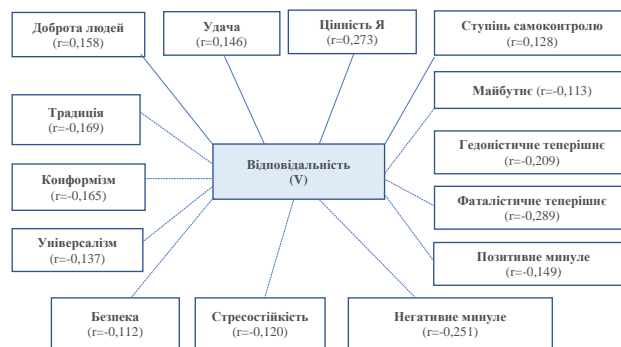 Доброта людей
(r=0,158)
Удача
(r=0,146)
Цінність Я
(r=0,273)
Ступінь самоконтролю
(r=0,128)
Традиція
(r=-0,169)
Майбутнє (r=-0,113)
Гедоністичне теперішнє
(r=-0,209)
Відповідальність
(V)
Конформізм
(r=-0,165)
Фаталістичне теперішнє
(r=-0,289)
Універсалізм
(r=-0,137)
Позитивне минуле
(r=-0,149)
Безпека
(r=-0,112)
Стресостійкість
(r=-0,120)
Негативне минуле
(r=-0,251)